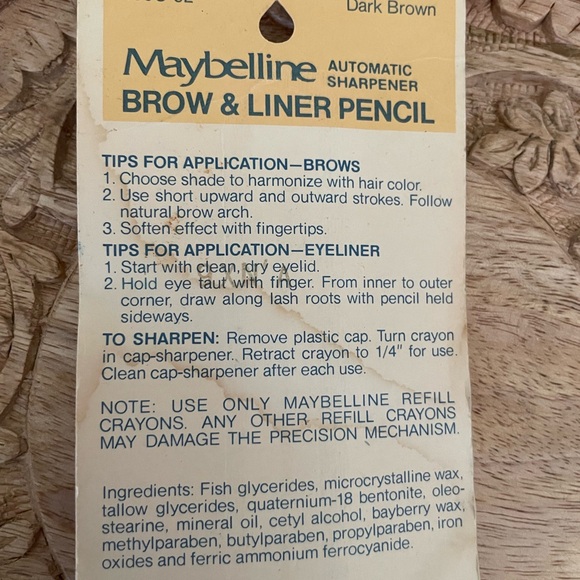 Dark Brown
Maybelline AUTOMATIC
SHARPENER
BROW & LINER PENCIL
TIPS FOR APPLICATION—BROWS
1. Choose shade to harmonize with hair color.
2. Use short upward and outward strokes. Follow
natural brow arch.
3. Soften effect with fingertips.
TIPS FOR APPLICATION—EYELINER
1. Start with clean, dry eyelid.
2. Hold eye taut with finger. From inner to outer
corner, draw along lash roots with pencil held
sideways.
TO SHARPEN: Remove plastic cap. Turn crayon
in cap-sharpener. Retract crayon to 1/4" for use.
Clean cap-sharpener after each use.
NOTE: USE ONLY MAYBELLINE REFILL
CRAYONS. ANY OTHER REFILL CRAYONS
MAY DAMAGE THE PRECISION MECHANISM.
Ingredients: Fish glycerides, microcrystalline wax,
tallow glycerides, quaternium-18 bentonite, oleo-
stearine, mineral oil, cetyl alcohol, bayberry wax,
methylparaben, butylparaben, propylparaben, iron
oxides and ferric ammonium ferrocyanide.